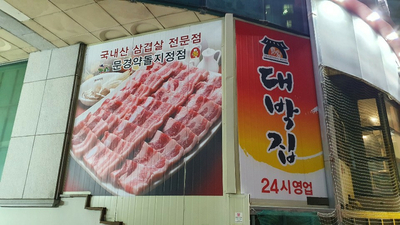 국내산 삼겹살 전문점
문경약돌지정점
대박집
24시영업